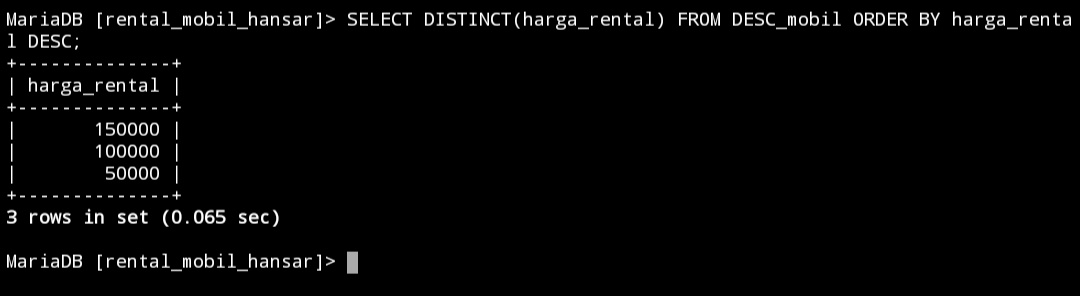 MariaDB [rental_mobil_hansar]> SELECT DISTINCT(harga_rental) FROM DESC_mobil ORDER BY harga_renta
l DESC;
+--------------+
| harga_rental |
+--------------+
|       150000 |
|       100000 |
|        50000 |
+--------------+
3 rows in set (0.065 sec)
MariaDB [rental_mobil_hansar]>